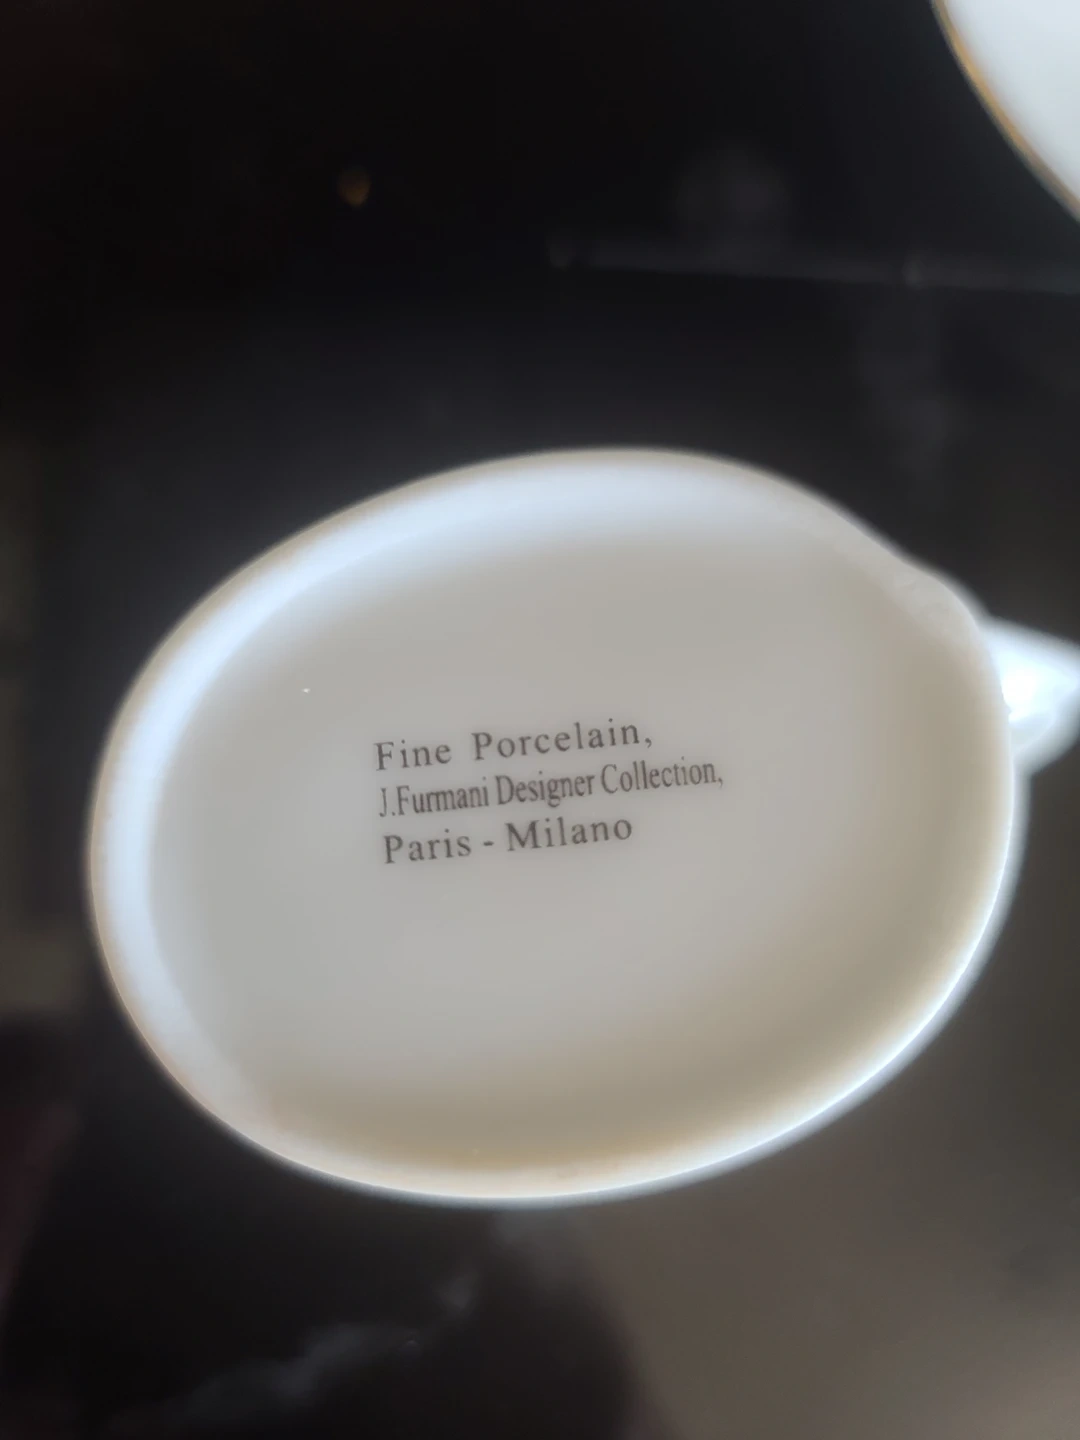 Fine Porcelain,
J.Furmani Designer Collection,
Paris - Milano